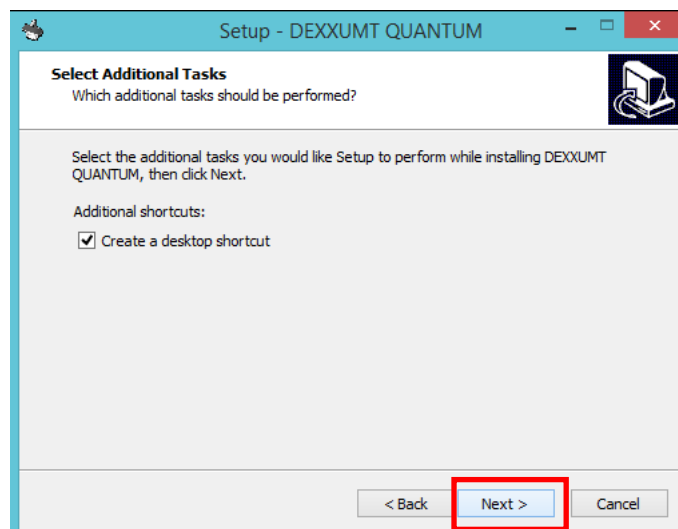 Setup - DEXXUMT QUANTUM
Select Additional Tasks
Which additional tasks should be performed?
Select the additional tasks you would like Setup to perform while installing DEXXUMT
QUANTUM, then click Next.
Additional shortcuts:
Create a desktop shortcut
< Back Next > Cancel